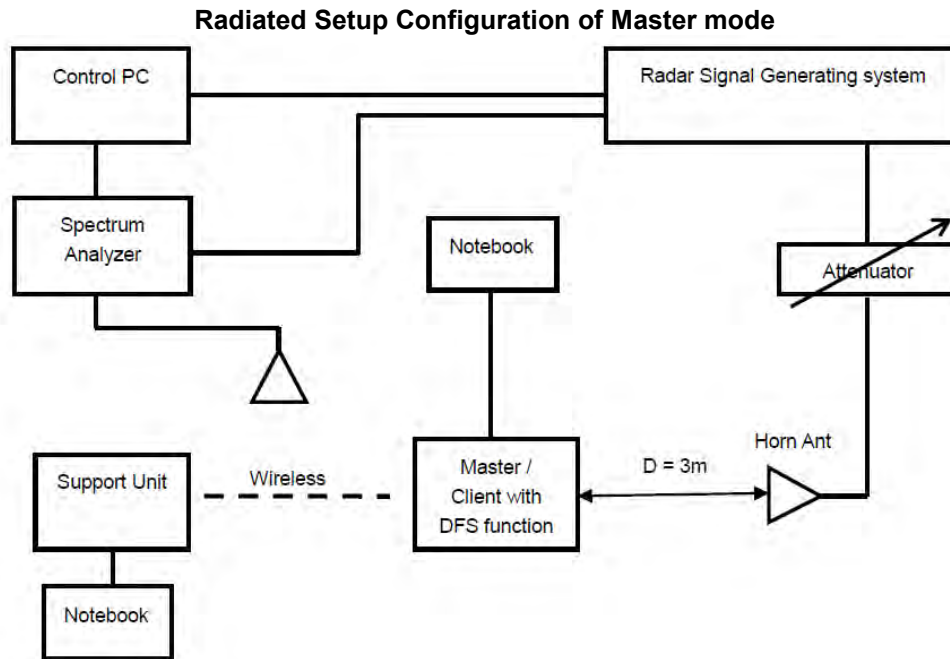 Radiated Setup Configuration of Master mode
Control PC
Radar Signal Generating system
Spectrum
Analyzer
Notebook
Attenuator
Horn Ant
Support Unit
Wireless
Master /
Client with
DFS function
D = 3m
Notebook